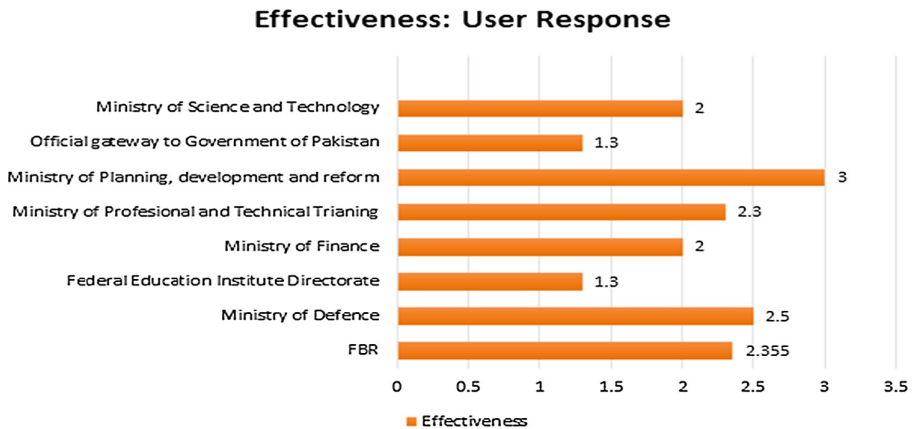 Effectiveness: User Response
Ministry of Science and Technology
2
Official gateway to Government of Pakistan
1.3
Ministry of Planning, development and reform
3
Ministry of Profesional and Technical Trianing
2.3
Ministry of Finance
2
Federal Education Institute Directorate
1.3
Ministry of Defence
2.5
FBR
2.355
0 0.5 1 1.5 2 2.5 3 3.5
Effectiveness